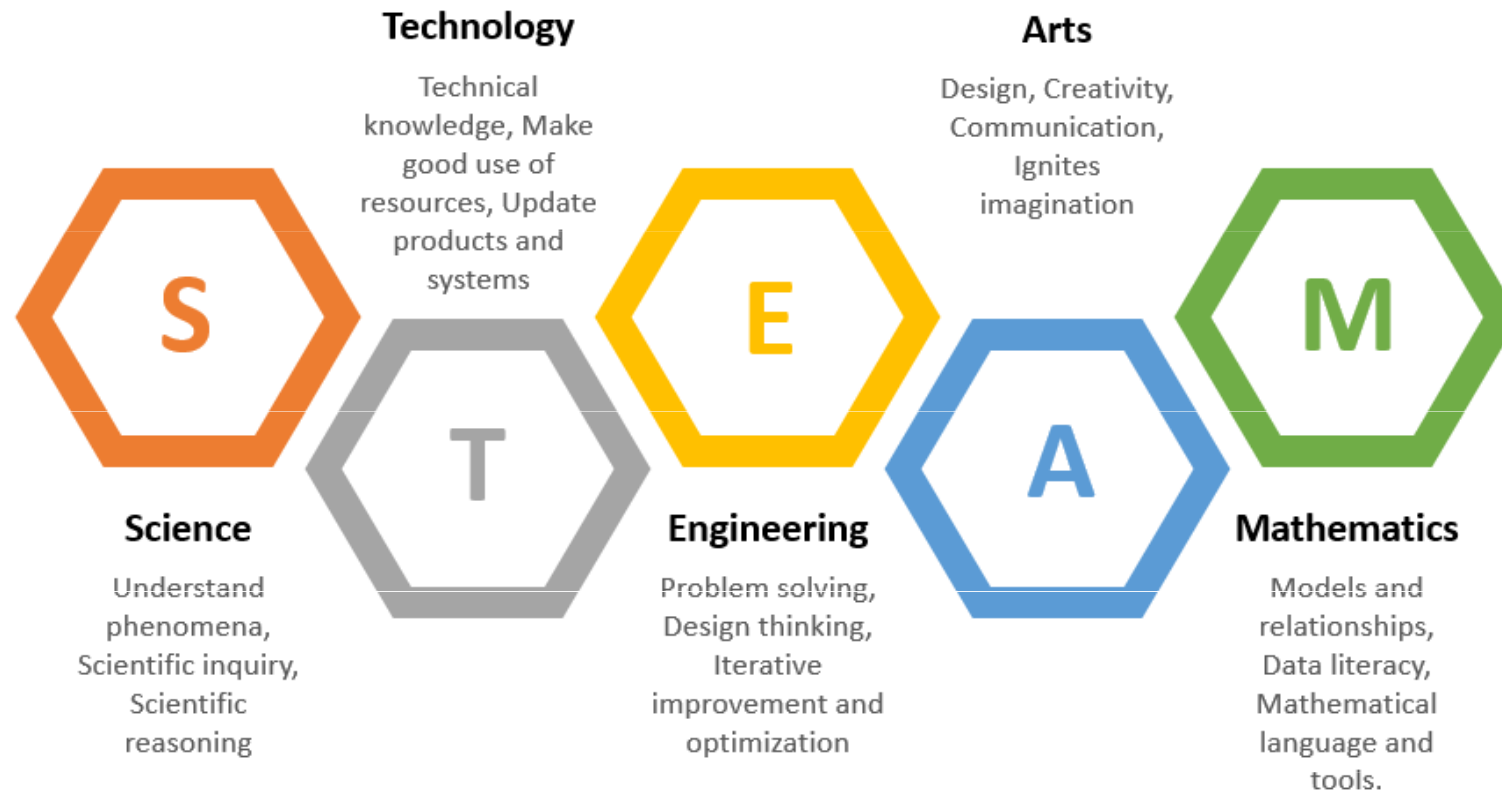 S
Science
Understand
phenomena,
Scientific inquiry,
Scientific
reasoning
Technology
Technical
knowledge, Make
good use of
resources, Update
products and
systems
T
E
Engineering
Problem solving,
Design thinking,
Iterative
improvement and
optimization
Arts
Design, Creativity,
Communication,
Ignites
imagination
A
M
Mathematics
Models and
relationships,
Data literacy,
Mathematical
language and
tools.